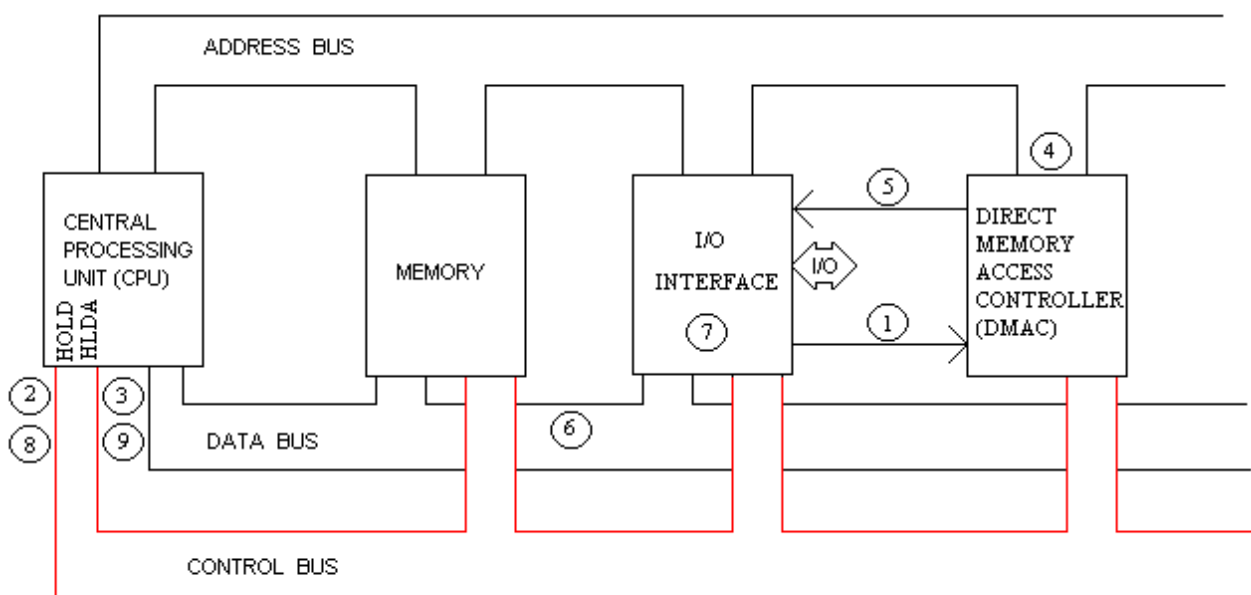 ADDRESS BUS
4
5
CENTRAL
PROCESSING
UNIT (CPU)
HOLD
HLDA
MEMORY
I/O
INTERFACE
7
I/O
1
DIRECT
MEMORY
ACCESS
CONTROLLER
(DMAC)
2
3
8
9
6
DATA BUS
CONTROL BUS